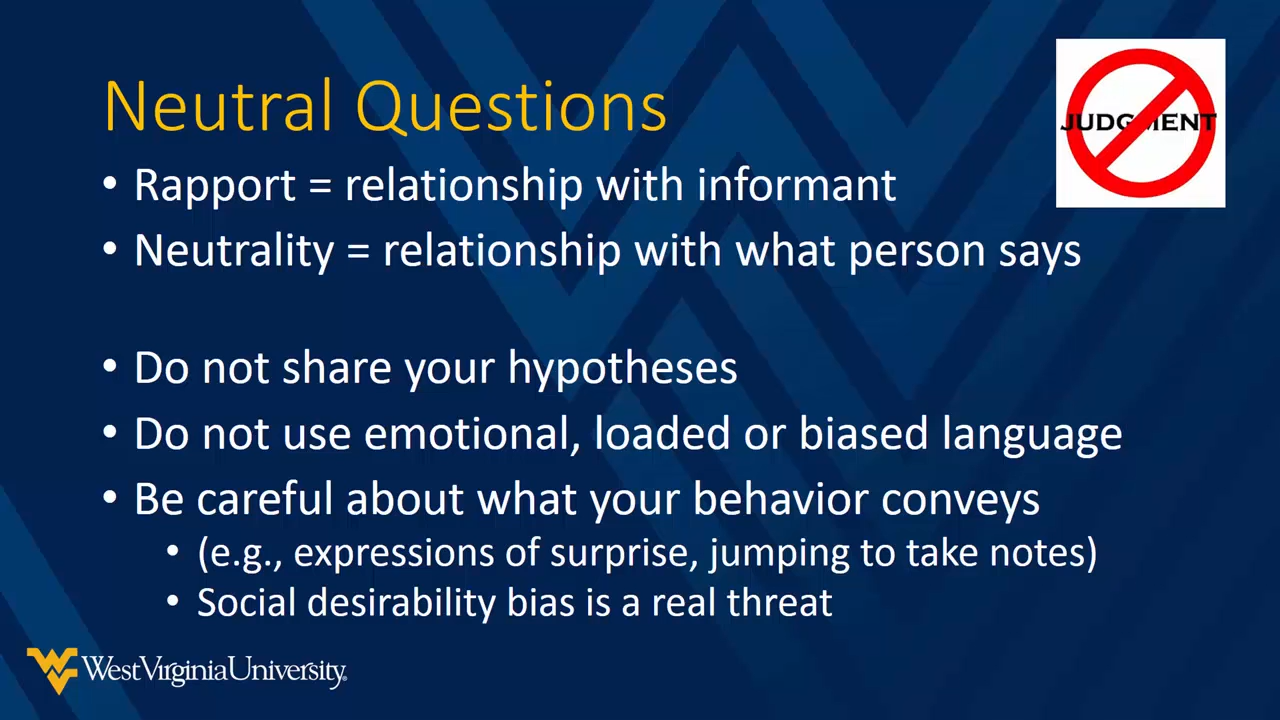 Neutral Questions
JUDGMENT
• Rapport = relationship with informant
• Neutrality = relationship with what person says
• Do not share your hypotheses
• Do not use emotional, loaded or biased language
• Be careful about what your behavior conveys
• (e.g., expressions of surprise, jumping to take notes)
• Social desirability bias is a real threat
WestVirginiaUniversity.